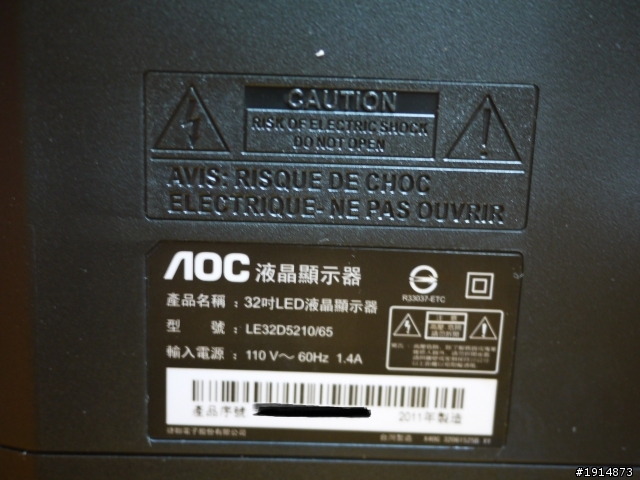 CAUTION
RISK OF ELECTRIC SHOCK
DO NOT OPEN
AVIS: RISQUE DE CHOC
ELECTRIQUE- NE PAS OUVRIR
AOC 液晶顯示器
R33037-ETC
產品名稱：32吋LED液晶顯示器
型 號：LE32D5210/65
輸入電源：110 V～ 60Hz 1.4A
注 意
產品序號
2011年製造
#1914873